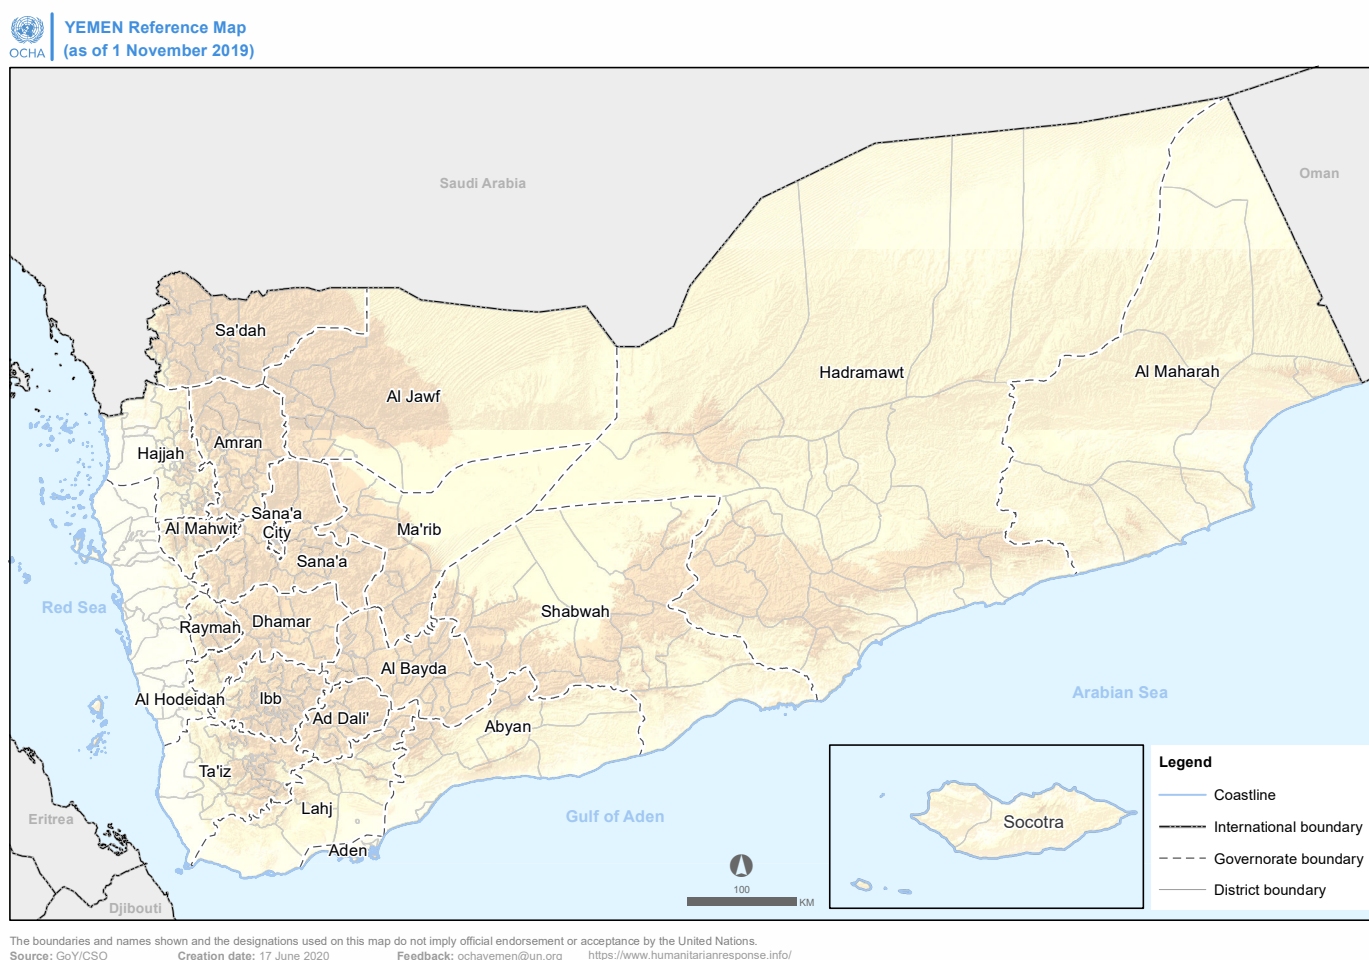 OCHA
YEMEN Reference Map
(as of 1 November 2019)
Saudi Arabia
Oman
Sa'dah
Al Jawf
Hadramawt
Al Maharah
Hajjah
Amran
Al Mahwit
Sana'a
City
Ma'rib
Sana'a
Red Sea
Raymah
Dhamar
Shabwah
Al Bayda
Al Hodeidah
Ibb
Ad Dali'
Abyan
Arabian Sea
Ta'iz
Lahj
Aden
Gulf of Aden
Eritrea
Djibouti
100
KM
Socotra
Legend
Coastline
International boundary
Governorate boundary
District boundary
The boundaries and names shown and the designations used on this map do not imply official endorsement or acceptance by the United Nations.
Source: GoY/CSO Creation date: 17 June 2020 Feedback: ochayemen@un.org https://www.humanitarianresponse.info/